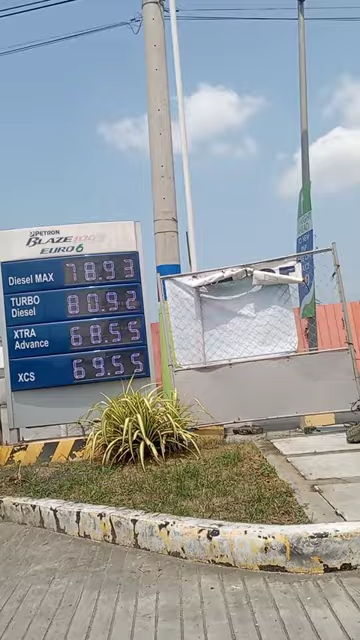 PETRON
BLAZE 100
EURO 6
Diesel MAX 78.93
TURBO
Diesel 80.92
XTRA
Advance 68.55
XCS 69.55